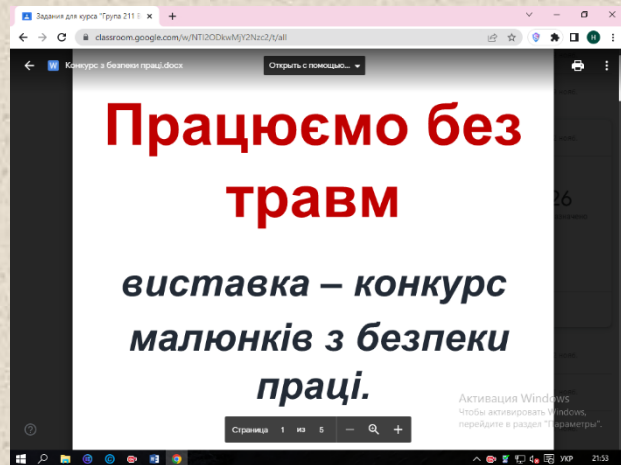 Задания для курса "Група 211
classroom.google.com/w/NTI2ODkwMjY2Nzc2/t/all
W Конкурс з безпеки праці.docx
Открыть с помощью...
Працюємо без
травм
виставка – конкурс
малюнків з безпеки
праці.
26
Активация Windows
Чтобы активировать Windows,
перейдите в раздел "Параметры".
Страница 1 из 5
УКР 21:53